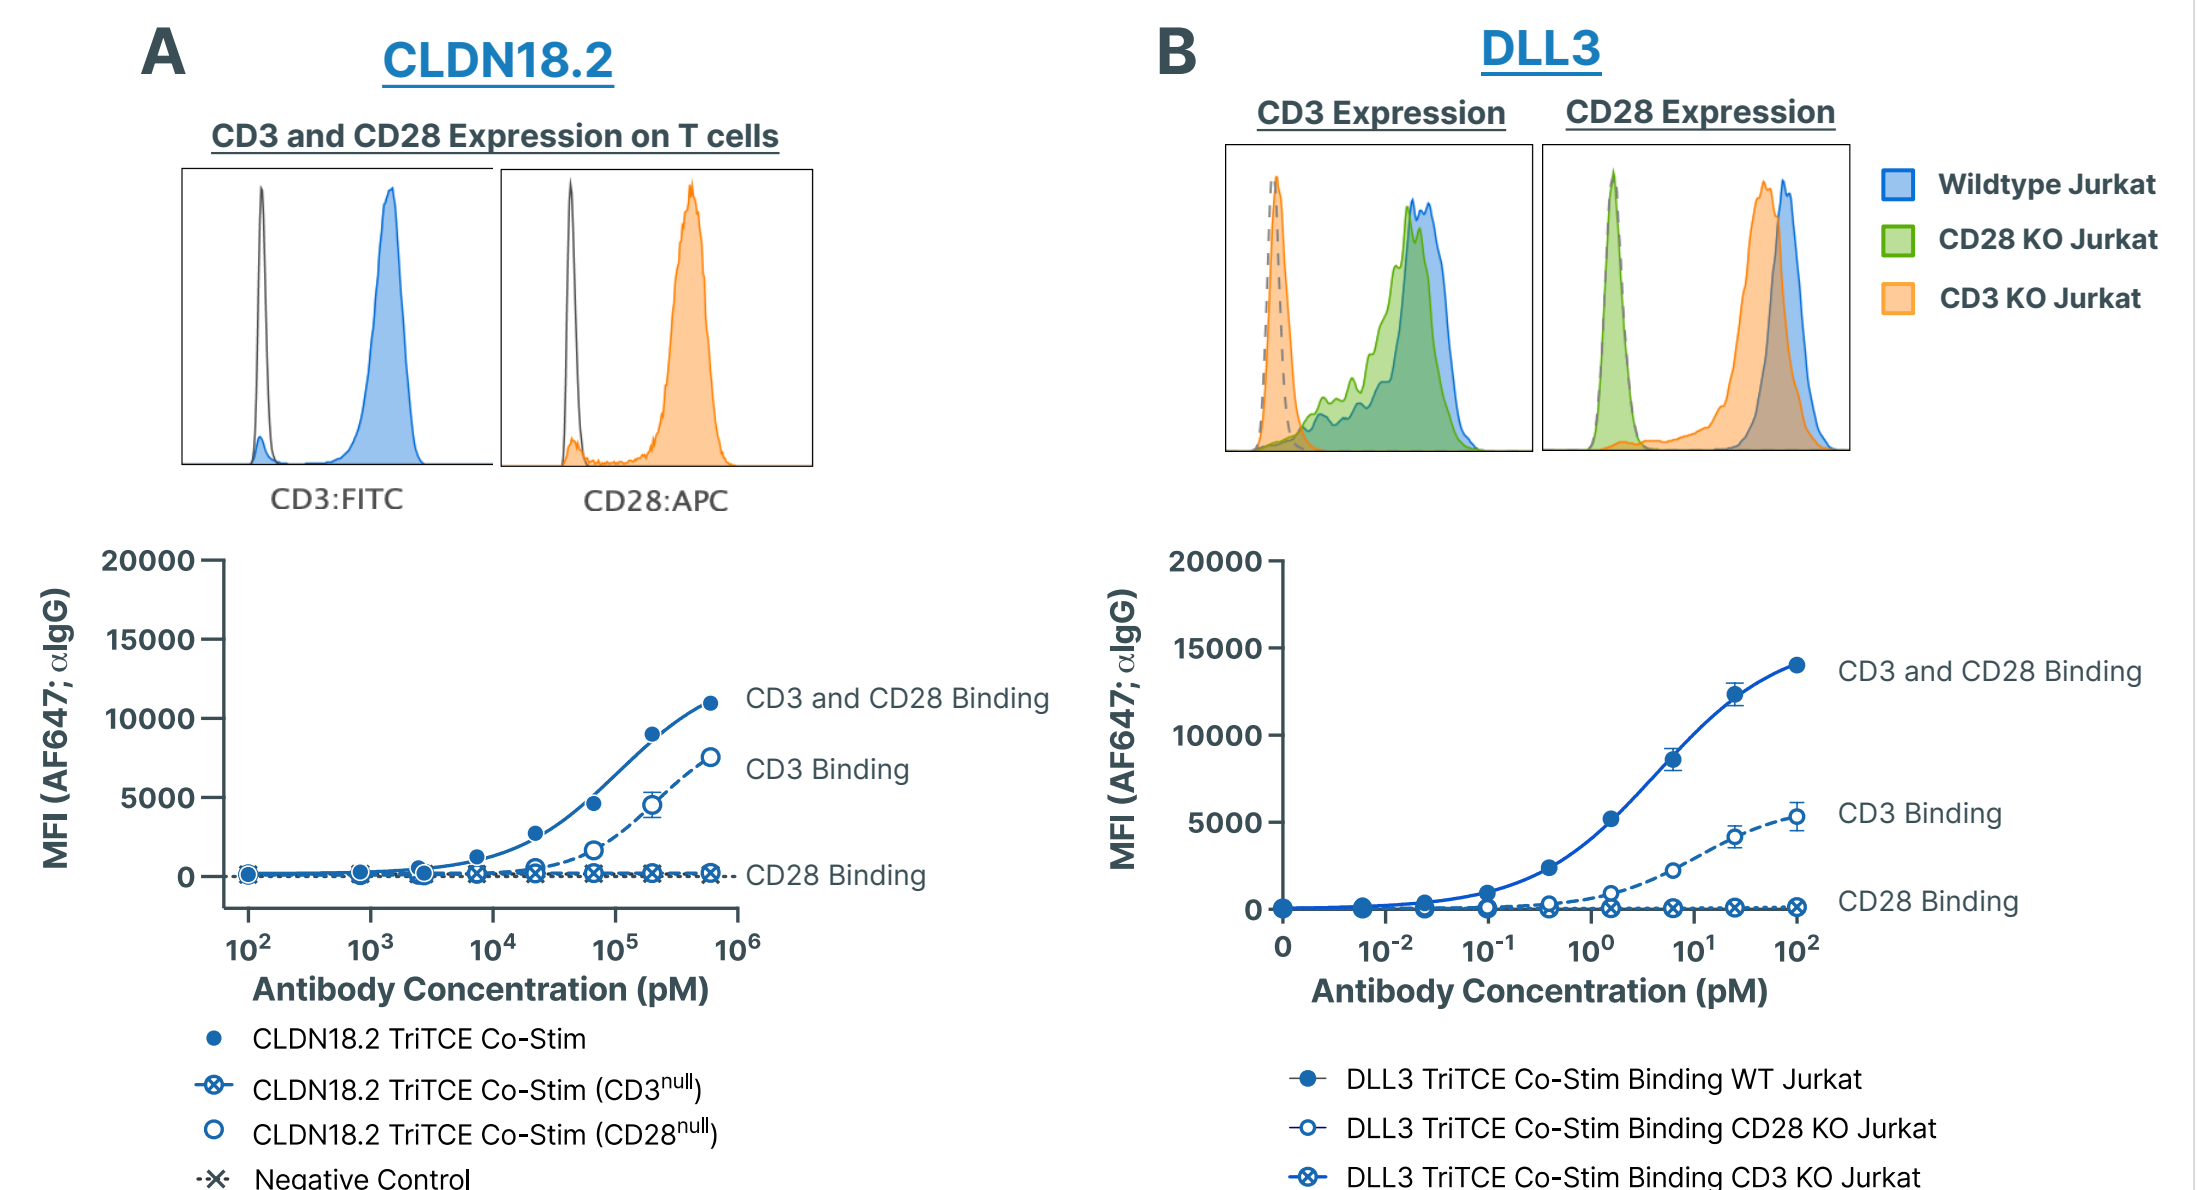 A
CLDN18.2
CD3 and CD28 Expression on T cells
CD3:FITC
CD28:APC
20000
15000
10000
5000
0
MFI (AF647; αIgG)
CD3 and CD28 Binding
CD3 Binding
CD28 Binding
10² 10³ 10⁴ 10⁵ 10⁶
Antibody Concentration (pM)
CLDN18.2 TriTCE Co-Stim
CLDN18.2 TriTCE Co-Stim (CD3ⁿᵘˡˡ)
CLDN18.2 TriTCE Co-Stim (CD28ⁿᵘˡˡ)
Negative Control
B
DLL3
CD3 Expression
CD28 Expression
Wildtype Jurkat
CD28 KO Jurkat
CD3 KO Jurkat
20000
15000
10000
5000
0
MFI (AF647; αIgG)
CD3 and CD28 Binding
CD3 Binding
CD28 Binding
0 10⁻² 10⁻¹ 10⁰ 10¹ 10²
Antibody Concentration (pM)
DLL3 TriTCE Co-Stim Binding WT Jurkat
DLL3 TriTCE Co-Stim Binding CD28 KO Jurkat
DLL3 TriTCE Co-Stim Binding CD3 KO Jurkat